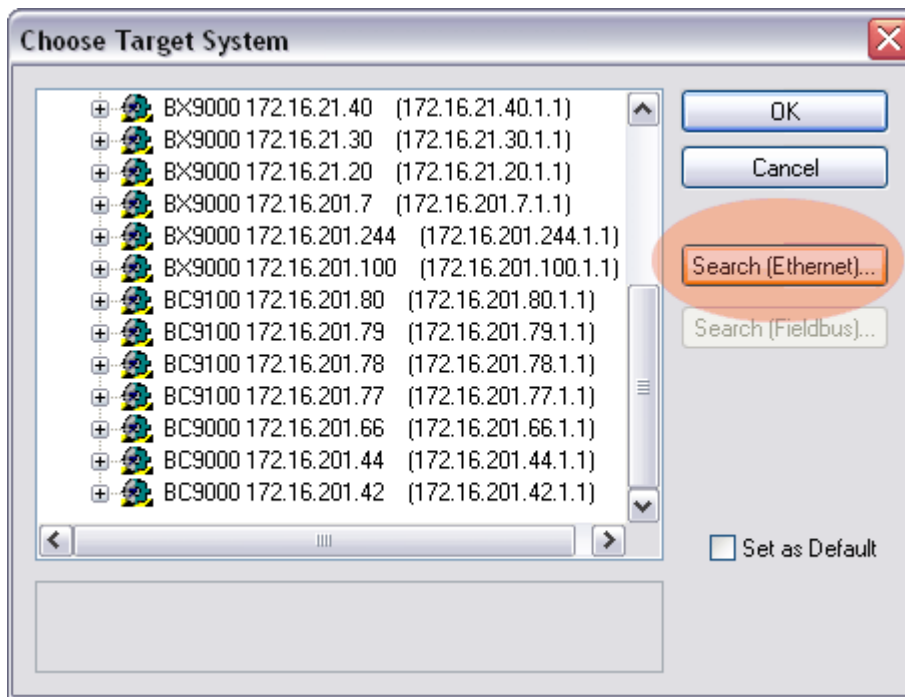 Choose Target System
BX9000 172.16.21.40 (172.16.21.40.1.1)
BX9000 172.16.21.30 (172.16.21.30.1.1)
BX9000 172.16.21.20 (172.16.21.20.1.1)
BX9000 172.16.201.7 (172.16.201.7.1.1)
BX9000 172.16.201.244 (172.16.201.244.1.1)
BX9000 172.16.201.100 (172.16.201.100.1.1)
BC9100 172.16.201.80 (172.16.201.80.1.1)
BC9100 172.16.201.79 (172.16.201.79.1.1)
BC9100 172.16.201.78 (172.16.201.78.1.1)
BC9100 172.16.201.77 (172.16.201.77.1.1)
BC9000 172.16.201.66 (172.16.201.66.1.1)
BC9000 172.16.201.44 (172.16.201.44.1.1)
BC9000 172.16.201.42 (172.16.201.42.1.1)
OK
Cancel
Search (Ethernet)...
Search (Fieldbus)...
Set as Default